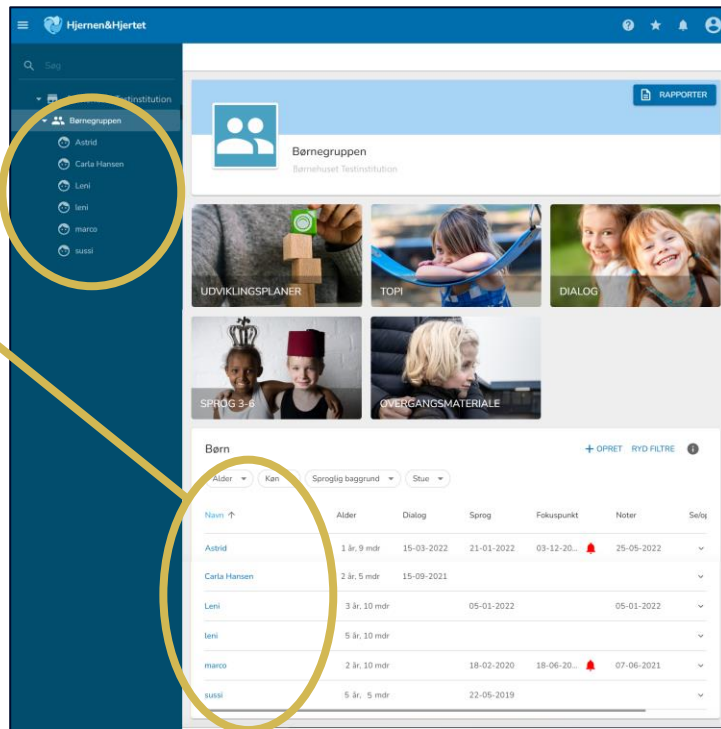 Hjernen&Hjertet
Søg
Testinstitution
Børnegruppen
Astrid
Carla Hansen
Leni
leni
marco
sussi
RAPPORTER
Børnegruppen
Børnehuset Testinstitution
UDVIKLINGSPLANER
TOPI
DIALOG
SPROG 3-6
OVERGANGSMATERIALE
Børn
+ OPRET RYD FILTRE
Alder Køn Sproglig baggrund Stue
Navn ↑ Alder Dialog Sprog Fokuspunkt Noter Se/op
Astrid 1 år, 9 mdr 15-03-2022 21-01-2022 03-12-20... 25-05-2022
Carla Hansen 2 år, 5 mdr 15-09-2021
Leni 3 år, 10 mdr 05-01-2022 05-01-2022
leni 5 år, 10 mdr
marco 2 år, 10 mdr 18-02-2020 18-06-20... 07-06-2021
sussi 5 år, 5 mdr 22-05-2019